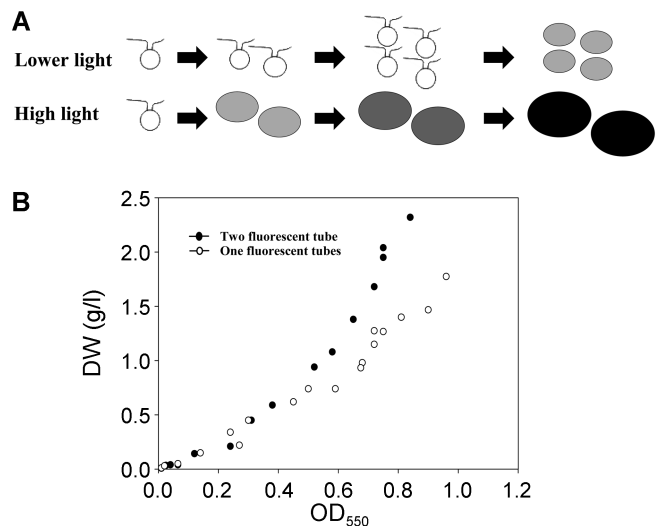 A
Lower light
High light
B
2.5
2.0
1.5
1.0
0.5
0.0
DW (g/l)
Two fluorescent tube
One fluorescent tubes
0.0 0.2 0.4 0.6 0.8 1.0 1.2
OD550